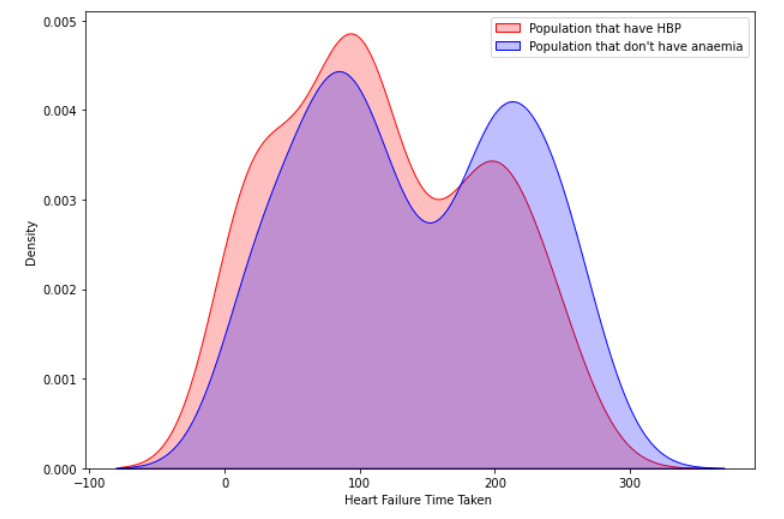 0.005
0.004
0.003
0.002
0.001
0.000
Density
Population that have HBP
Population that don't have anaemia
−100
0
100
200
300
Heart Failure Time Taken